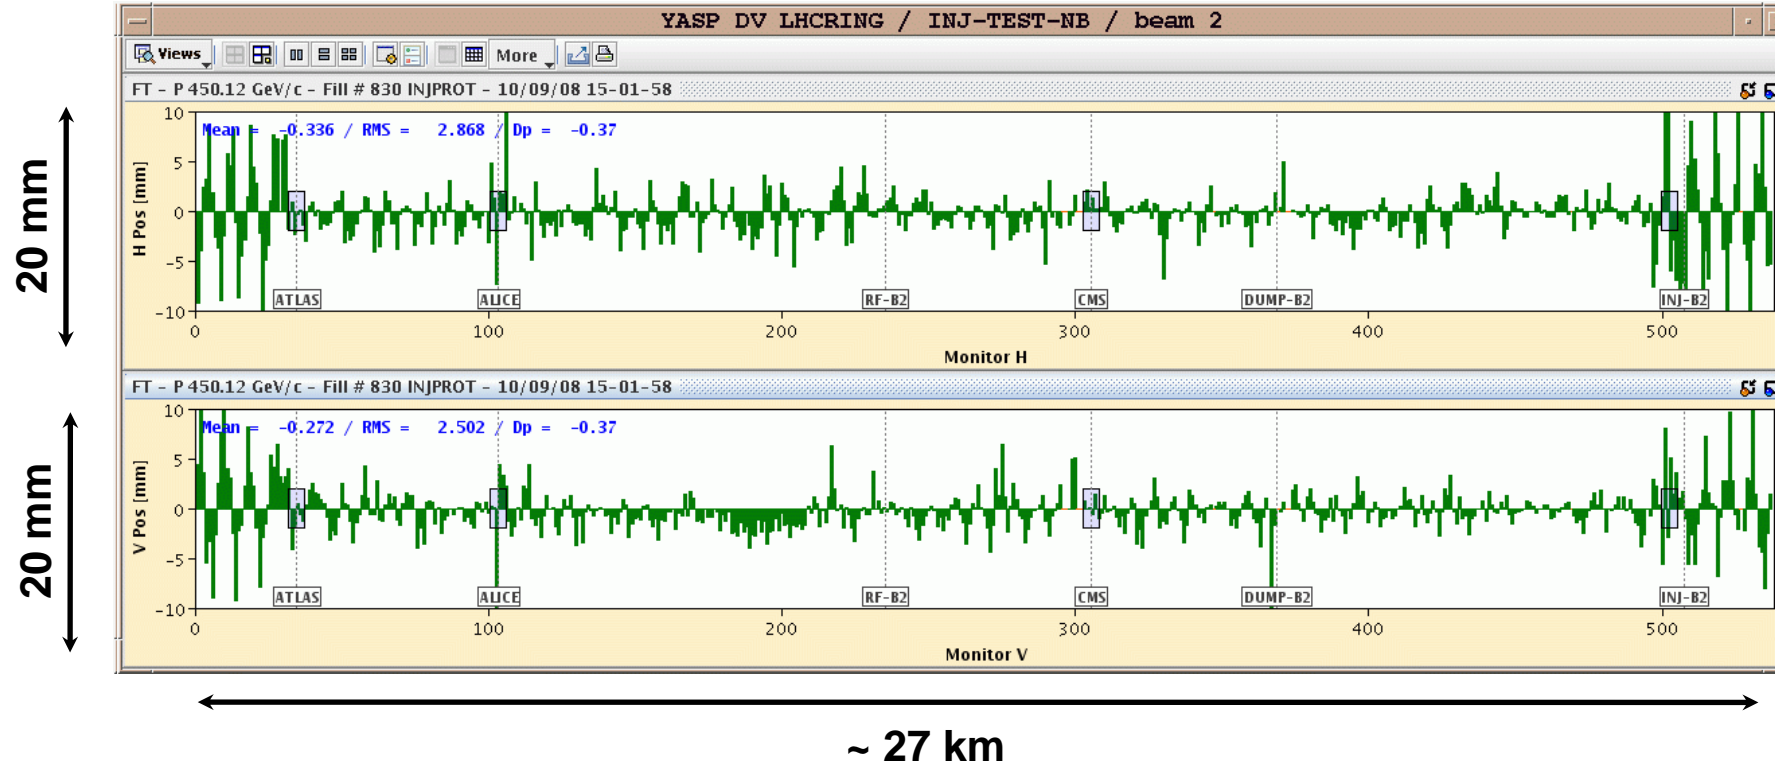 YASP DV LHCRING / INJ-TEST-NB / beam 2
Views More
FT - P 450.12 GeV/c - Fill # 830 INJPROT - 10/09/08 15-01-58
Mean = -0.336 / RMS = 2.868 / Dp = -0.37
10
5
0
-5
-10
H Pos [mm]
20 mm
ATLAS ALICE RF-B2 CMS DUMP-B2 INJ-B2
0 100 200 300 400 500
Monitor H
FT - P 450.12 GeV/c - Fill # 830 INJPROT - 10/09/08 15-01-58
Mean = -0.272 / RMS = 2.502 / Dp = -0.37
10
5
0
-5
-10
V Pos [mm]
20 mm
ATLAS ALICE RF-B2 CMS DUMP-B2 INJ-B2
0 100 200 300 400 500
Monitor V
~ 27 km